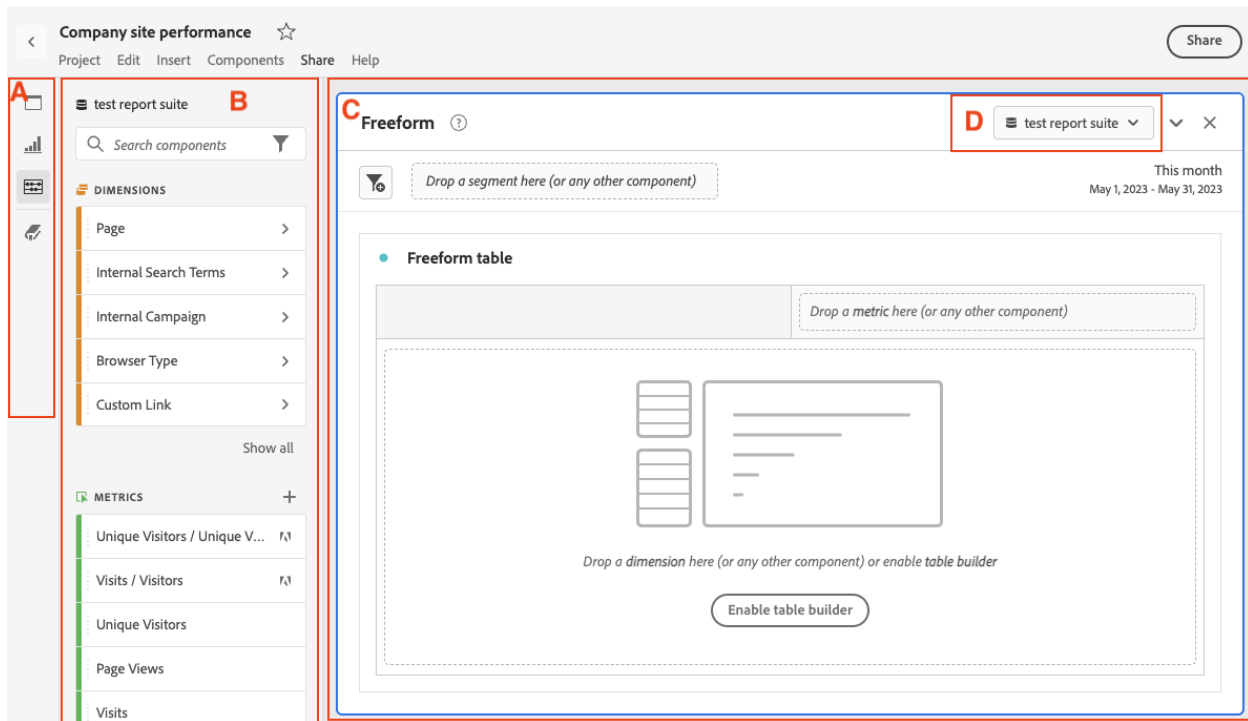 Company site performance
Project Edit Insert Components Share Help
Share
A
test report suite
B
Search components
DIMENSIONS
Page
Internal Search Terms
Internal Campaign
Browser Type
Custom Link
Show all
METRICS
Unique Visitors / Unique V...
Visits / Visitors
Unique Visitors
Page Views
Visits
C
Freeform
D
test report suite
Drop a segment here (or any other component)
This month
May 1, 2023 - May 31, 2023
Freeform table
Drop a metric here (or any other component)
Drop a dimension here (or any other component) or enable table builder
Enable table builder